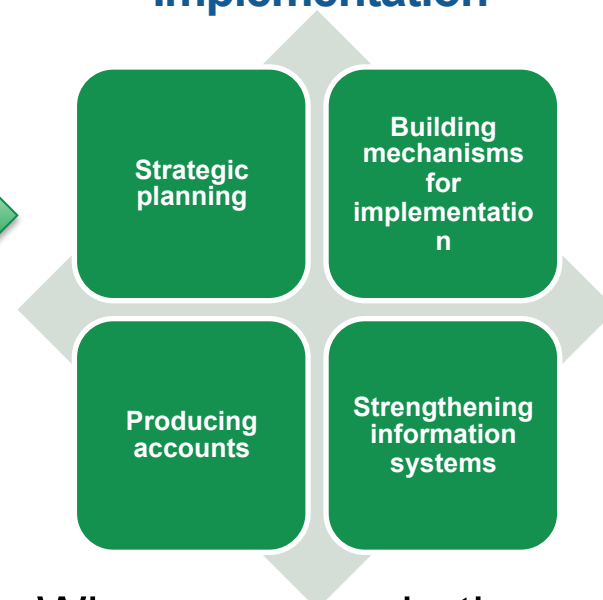 Implementation
Strategic
planning
Building
mechanisms
for
implementatio
n
Producing
accounts
Strengthening
information
systems